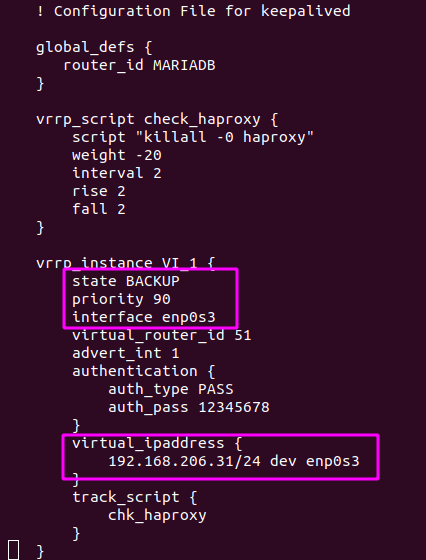 ! Configuration File for keepalived
global_defs {
router_id MARIADB
}
vrrp_script check_haproxy {
script "killall -0 haproxy"
weight -20
interval 2
rise 2
fall 2
}
vrrp_instance VI_1 {
state BACKUP
priority 90
interface enp0s3
virtual_router_id 51
advert_int 1
authentication {
auth_type PASS
auth_pass 12345678
}
virtual_ipaddress {
192.168.206.31/24 dev enp0s3
}
track_script {
chk_haproxy
}
}